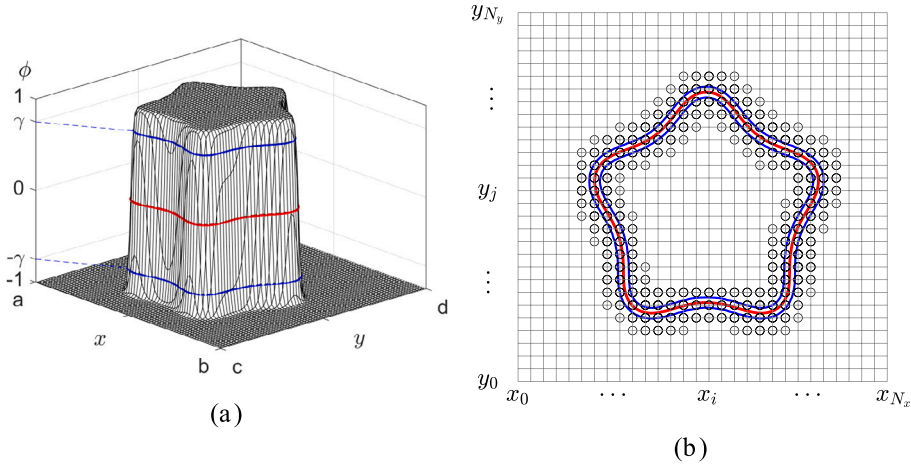 ϕ
1
γ
0
-γ
-1
a
x
b
c
y
d
(a)
y_{N_y}
⋮
y_j
⋮
y_0
x_0 ⋯ x_i ⋯ x_{N_x}
(b)